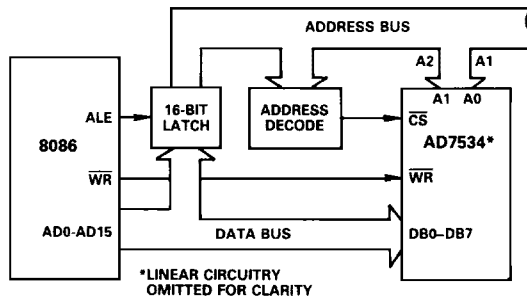 ADDRESS BUS
A2
A1
ALE
16-BIT
LATCH
ADDRESS
DECODE
A1
A0
CS
8086
AD7534*
WR
WR
AD0-AD15
DATA BUS
DB0–DB7
*LINEAR CIRCUITRY
OMITTED FOR CLARITY